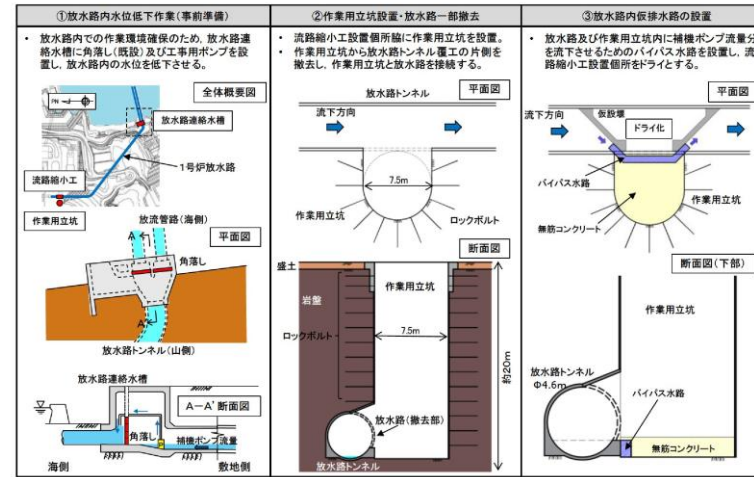 ①放水路内水位低下作業(事前準備)
・ 放水路内での作業環境確保のため、放水路連
絡水槽に角落し(既設)及び工事用ポンプを設
置し、放水路内の水位を低下させる。
全体概要図
PN
放水路連絡水槽
1号炉放水路
流路縮小工
作業用立坑
放流管路(海側)
平面図
A
角落し
A'
放水路トンネル(山側)
放水路連絡水槽
A-A'断面図
角落し
補機ポンプ流量
海側
敷地側
②作業用立坑設置・放水路一部撤去
・ 流路縮小工設置個所脇に作業用立坑を設置。
・ 作業用立坑から放水路トンネル覆工の片側を
撤去し、作業用立坑と放水路を接続する。
放水路トンネル
平面図
流下方向
7.5m
作業用立坑
ロックボルト
断面図
盛土
作業用立坑
岩盤
7.5m
ロックボルト
約20m
放水路(撤去部)
放水路トンネル
③放水路内仮排水路の設置
・ 放水路及び作業用立坑内に補機ポンプ流量分
を流下させるためのバイパス水路を設置し、流
路縮小工設置個所をドライとする。
平面図
流下方向
仮設堰
ドライ化
バイパス水路
作業用立坑
無筋コンクリート
断面図(下部)
作業用立坑
放水路トンネル
Φ4.6m
バイパス水路
無筋コンクリート